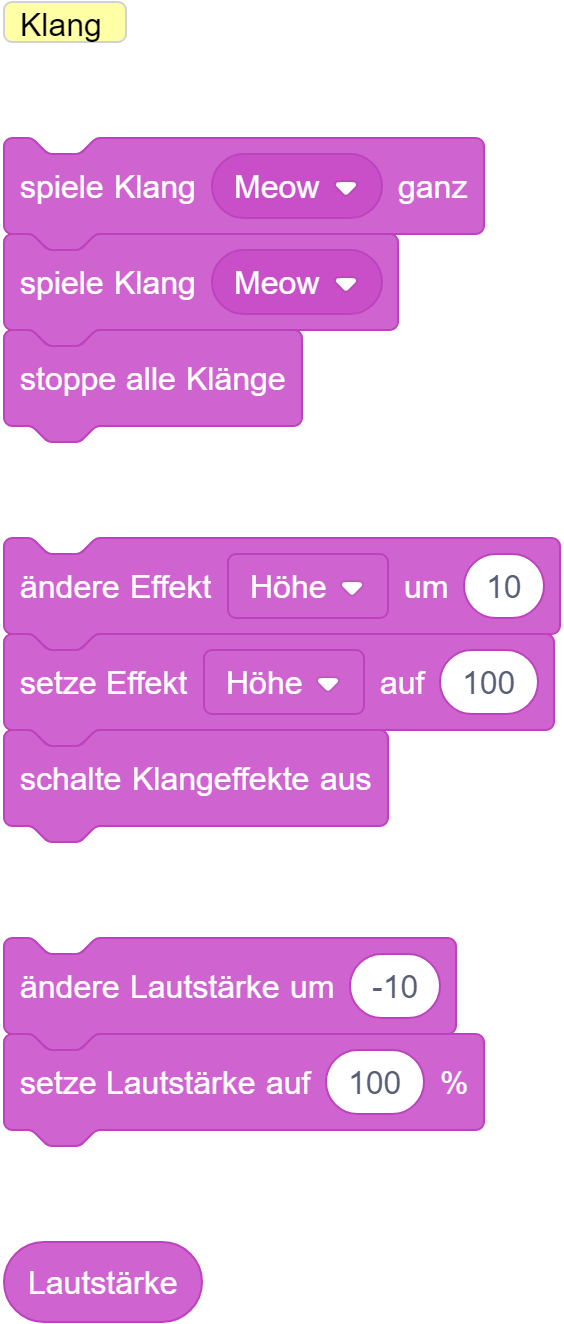 Klang
spiele Klang Meow ganz
spiele Klang Meow
stoppe alle Klänge
ändere Effekt Höhe um 10
setze Effekt Höhe auf 100
schalte Klangeffekte aus
ändere Lautstärke um -10
setze Lautstärke auf 100 %
Lautstärke